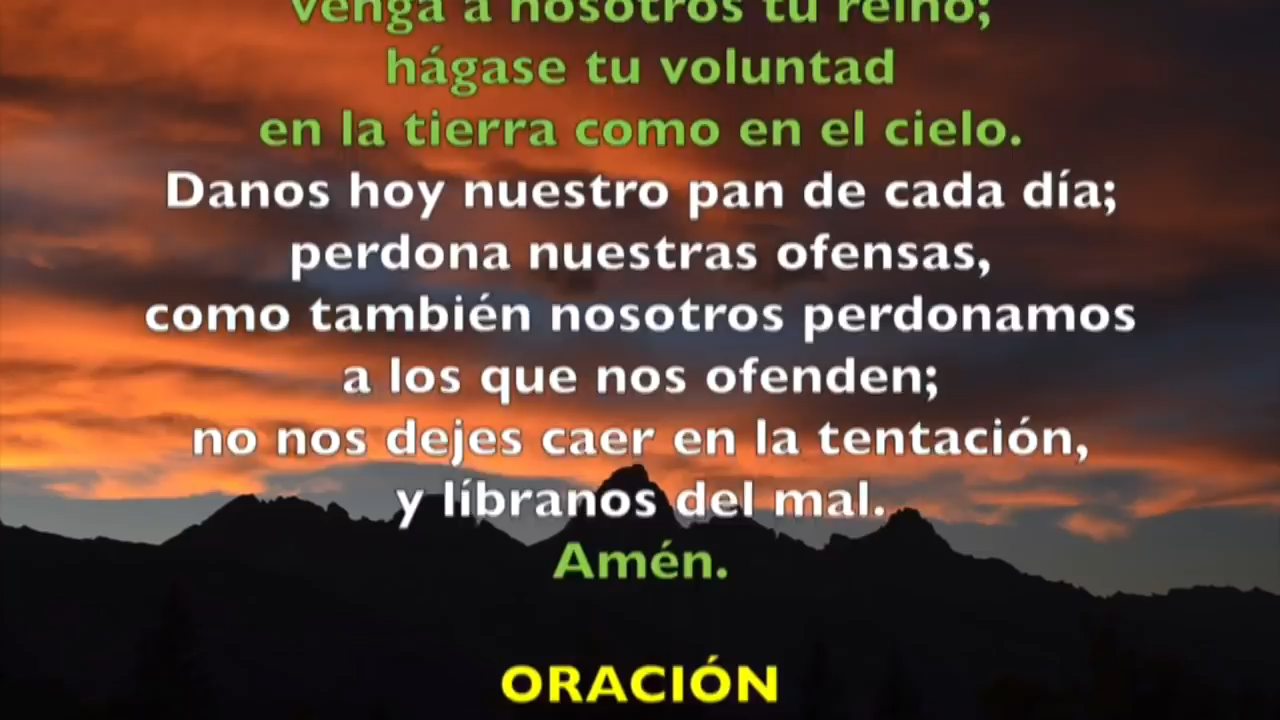 venga a nosotros tu reino;
hágase tu voluntad
en la tierra como en el cielo.
Danos hoy nuestro pan de cada día;
perdona nuestras ofensas,
como también nosotros perdonamos
a los que nos ofenden;
no nos dejes caer en la tentación,
y líbranos del mal.
Amén.
ORACIÓN